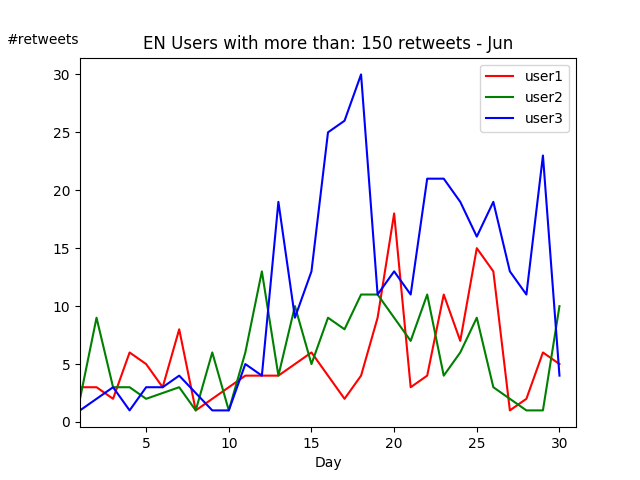 #retweets
EN Users with more than: 150 retweets - Jun
user1
user2
user3
30
25
20
15
10
5
0
5 10 15 20 25 30
Day